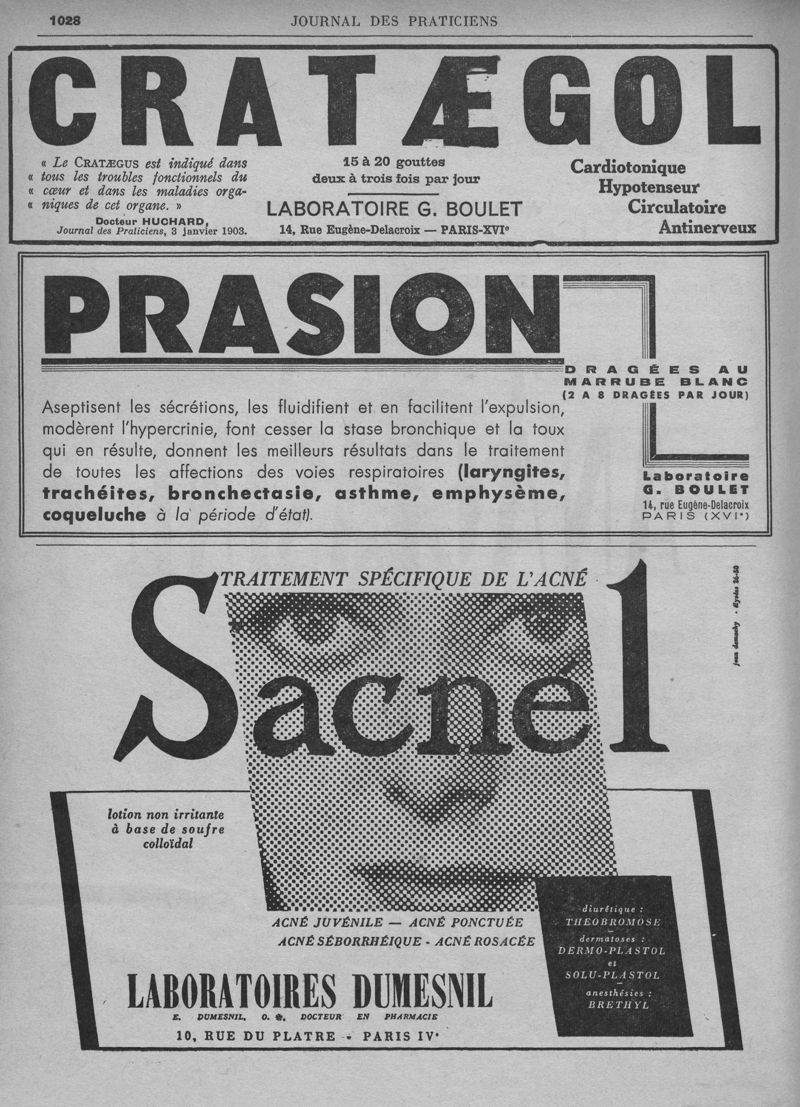 1028
JOURNAL DES PRATICIENS
CRATÆGOL
« Le CRATÆGUS est indiqué dans
« tous les troubles fonctionnels du
« cœur et dans les maladies orga-
« niques de cet organe. »
Docteur HUCHARD,
Journal des Praticiens, 3 janvier 1903.
15 à 20 gouttes
deux à trois fois par jour
LABORATOIRE G. BOULET
14, Rue Eugène-Delacroix — PARIS-XVIe
Cardiotonique
Hypotenseur
Circulatoire
Antinerveux
PRASION
DRAGÉES AU
MARRUBE BLANC
(2 A 8 DRAGÉES PAR JOUR)
Aseptisent les sécrétions, les fluidifient et en facilitent l'expulsion,
modèrent l'hypercrinie, font cesser la stase bronchique et la toux
qui en résulte, donnent les meilleurs résultats dans le traitement
de toutes les affections des voies respiratoires (laryngites,
trachéites, bronchectasie, asthme, emphysème,
coqueluche à la période d'état).
Laboratoire
G. BOULET
14, rue Eugène-Delacroix
PARIS (XVIe)
TRAITEMENT SPÉCIFIQUE DE L'ACNÉ
Sacnél
jean damachy - Élysées 26-50
lotion non irritante
à base de soufre
colloïdal
ACNÉ JUVÉNILE — ACNÉ PONCTUÉE
ACNÉ SÉBORRHÉIQUE - ACNÉ ROSACÉE
LABORATOIRES DUMESNIL
E. DUMESNIL, O. ✽, DOCTEUR EN PHARMACIE
10, RUE DU PLATRE - PARIS IVe
diurétique :
THEOBROMOSE
dermatoses :
DERMO-PLASTOL
et
SOLU-PLASTOL
anesthésies :
BRETHYL